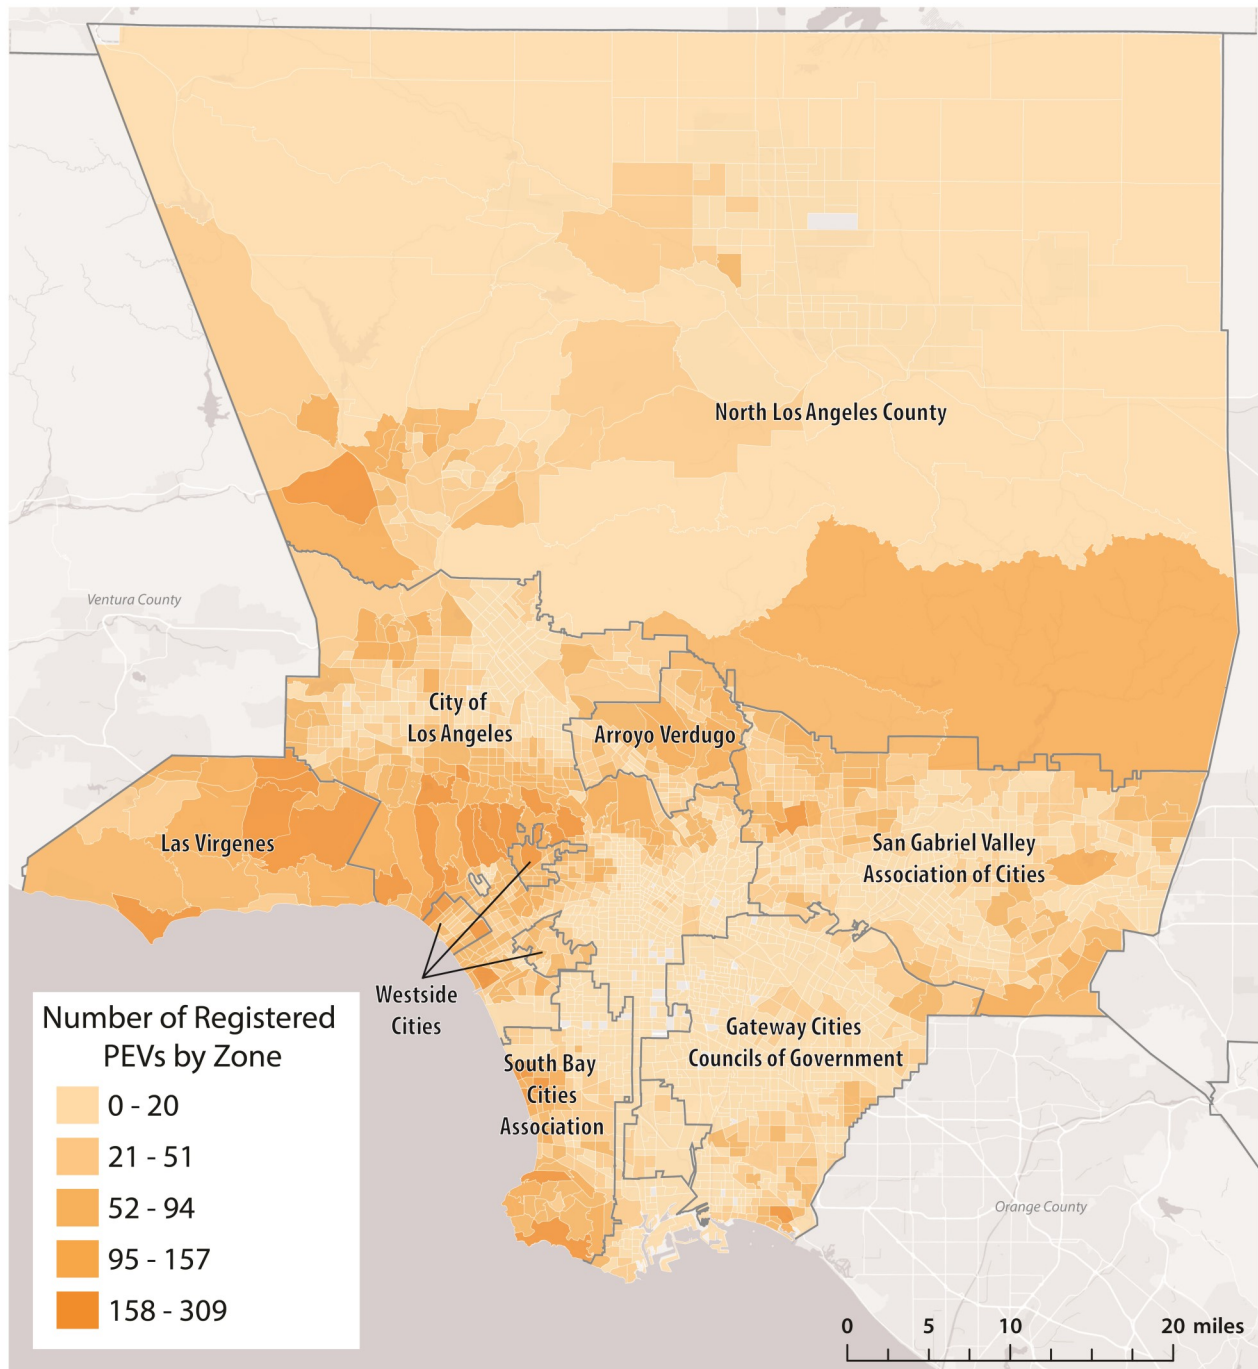 North Los Angeles County
Ventura County
City of
Los Angeles
Arroyo Verdugo
Las Virgenes
San Gabriel Valley
Association of Cities
Westside
Cities
Gateway Cities
Councils of Government
South Bay
Cities
Association
Orange County
Number of Registered
PEVs by Zone
0 - 20
21 - 51
52 - 94
95 - 157
158 - 309
0 5 10 20 miles